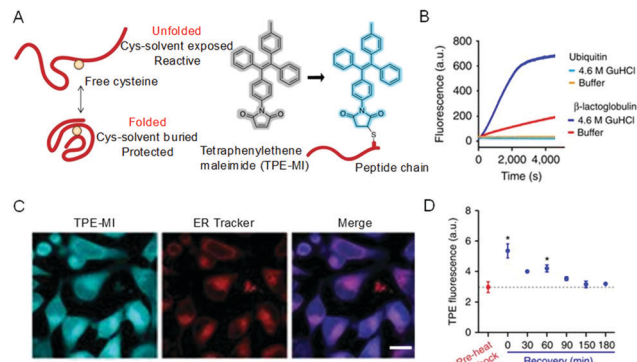 A
Unfolded
Cys-solvent exposed
Reactive
Free cysteine
Folded
Cys-solvent buried
Protected
N
O
O
Tetraphenylethene
maleimide (TPE-MI)
N
O
O
S
Peptide chain
B
Fluorescence (a.u.)
800
600
400
200
0
0
2,000
4,000
Time (s)
Ubiquitin
4.6 M GuHCl
Buffer
β-lactoglobulin
4.6 M GuHCl
Buffer
C
TPE-MI
ER Tracker
Merge
D
TPE fluorescence (a.u.)
8
6
4
2
0
*
*
Pre-heat
0 30 60 90 150 180
Recovery (min)